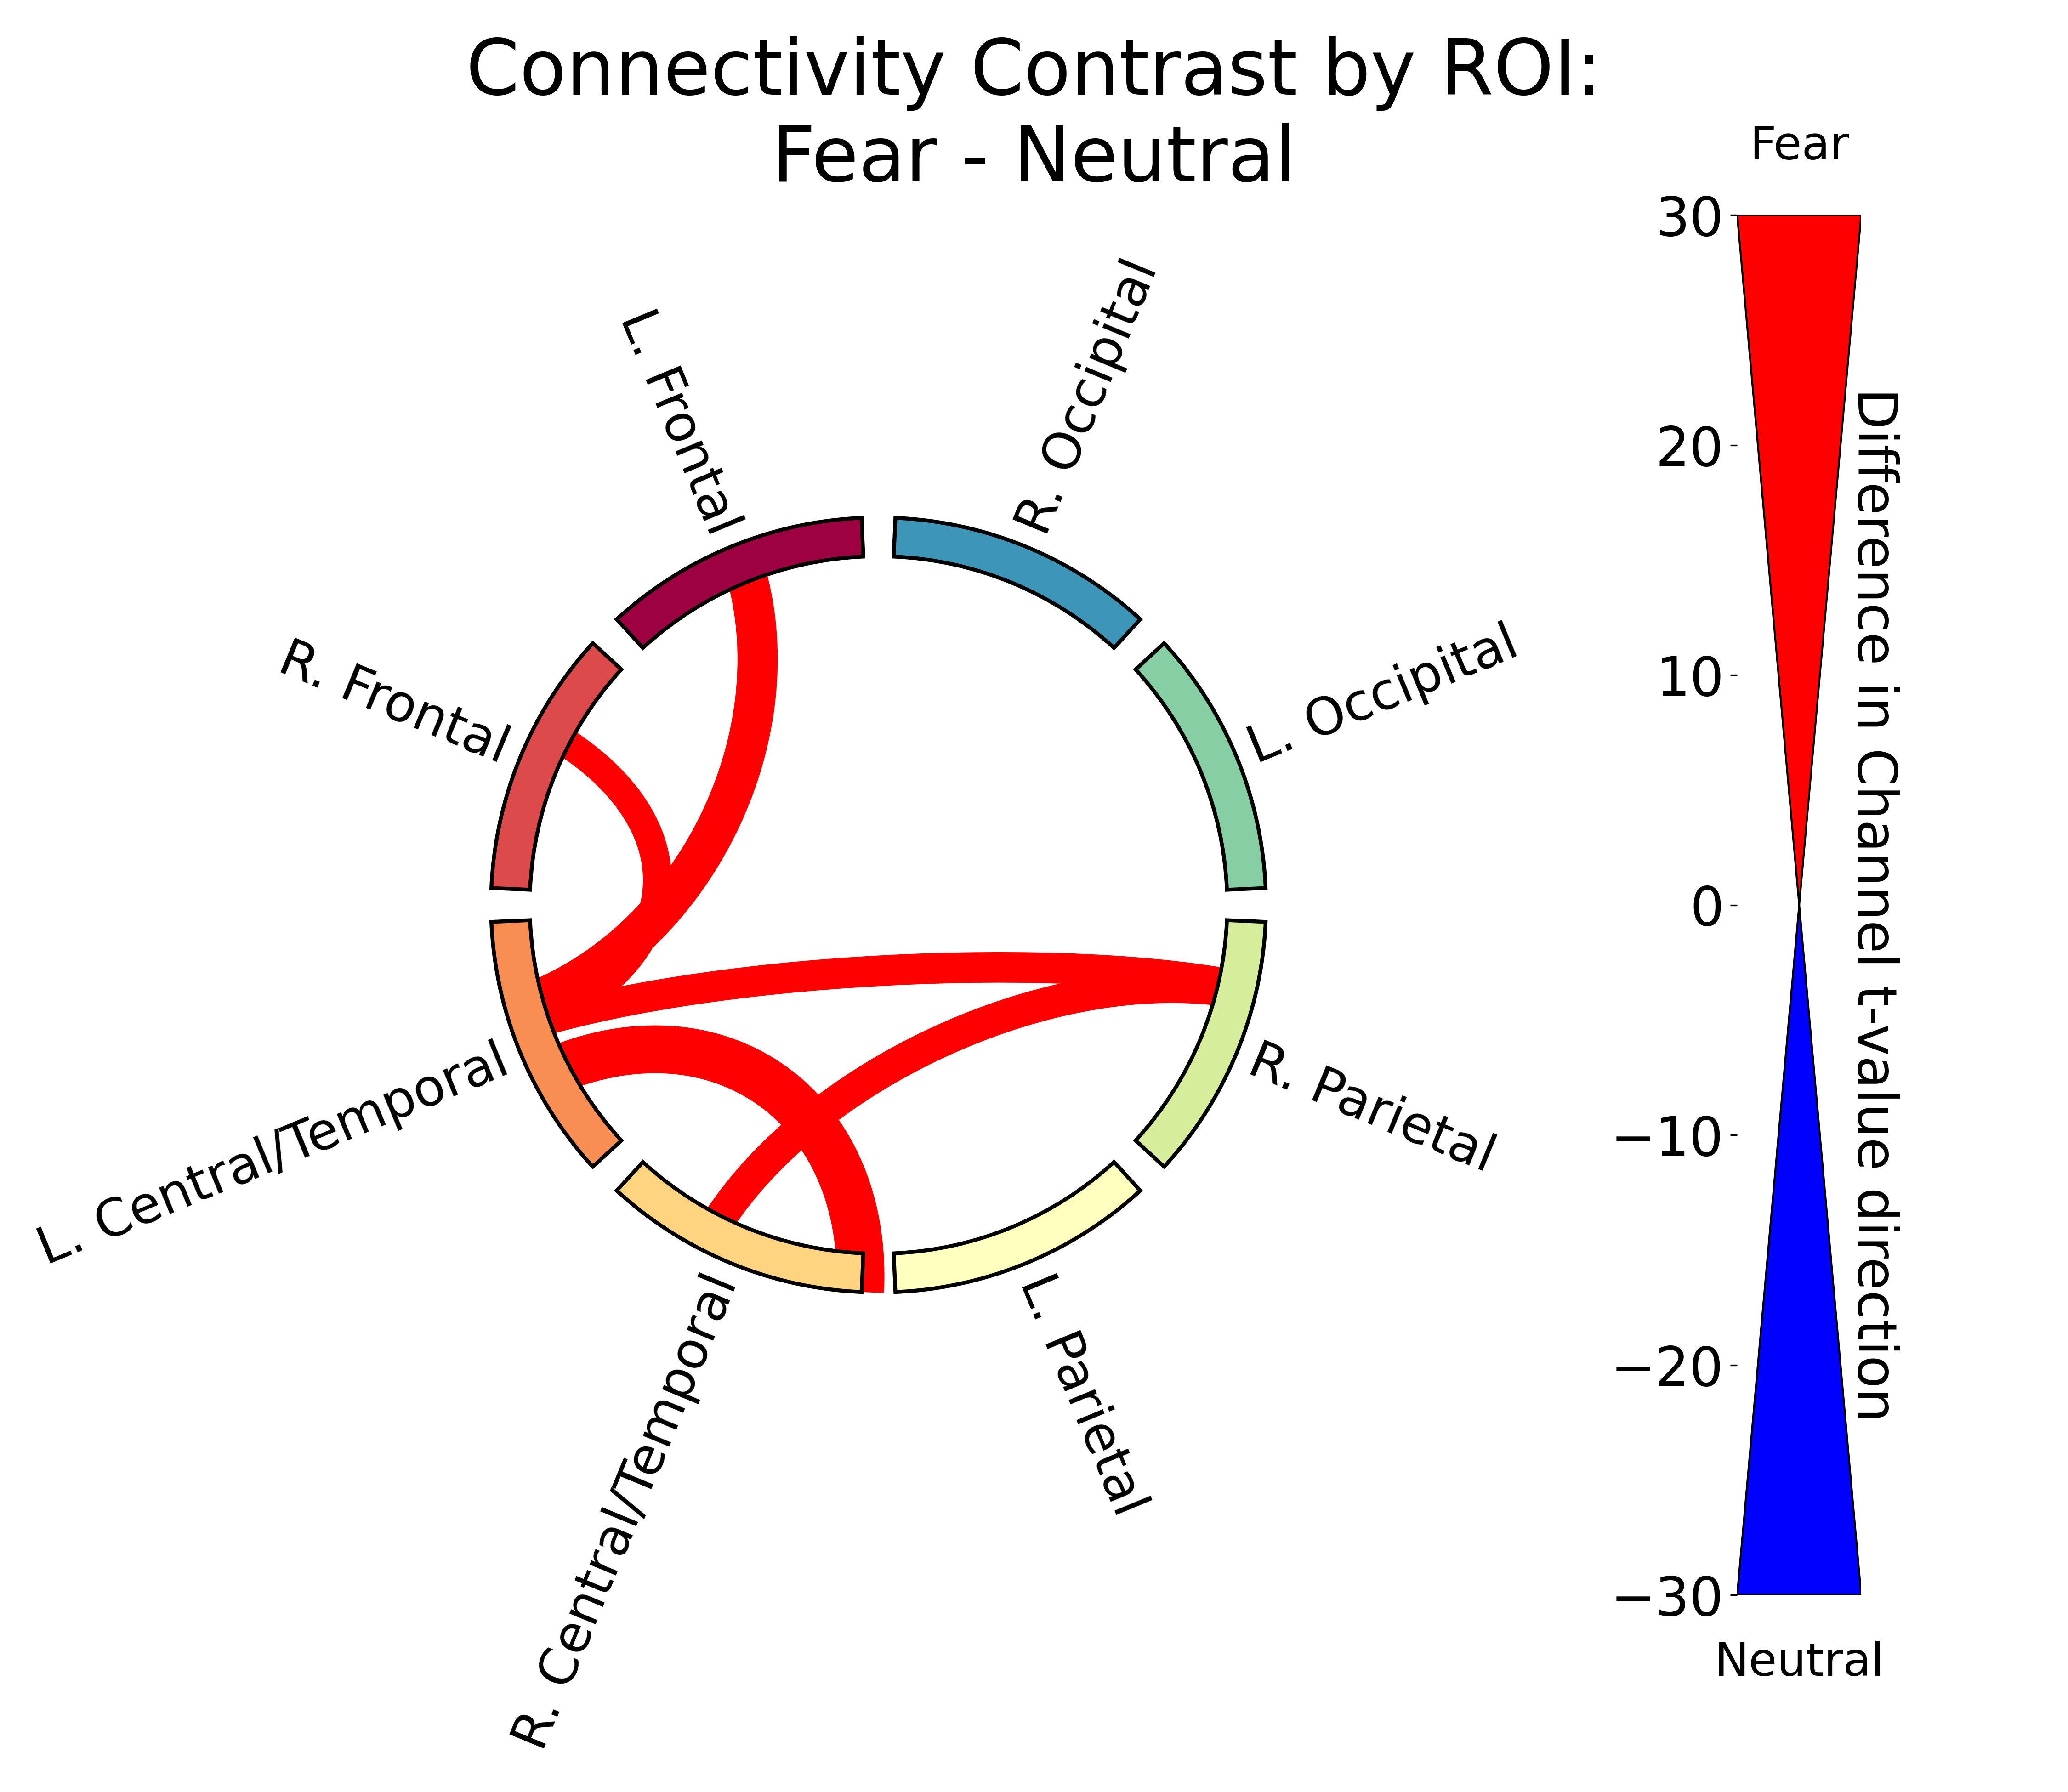 Connectivity Contrast by ROI:
Fear - Neutral
Fear
30
20
10
0
−10
−20
−30
Neutral
Difference in Channel t-value direction
L. Frontal
R. Occipital
R. Frontal
L. Occipital
L. Central/Temporal
R. Parietal
R. Central/Temporal
L. Parietal